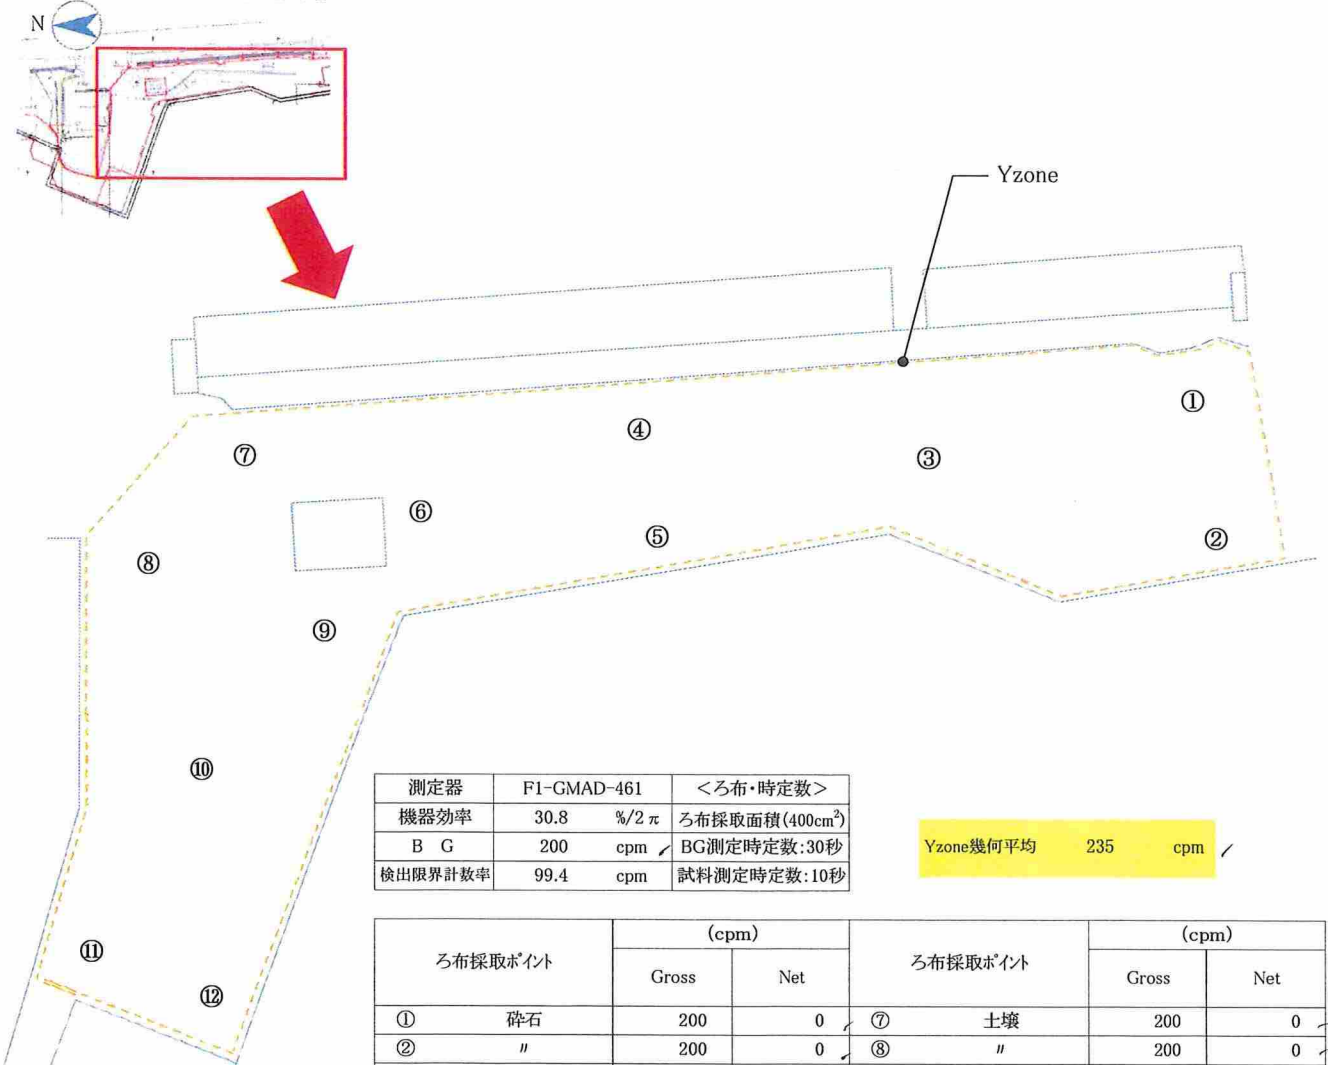 N
Yzone
①
④
③
⑦
⑥
⑤
②
⑧
⑨
⑩
⑪
⑫
測定器 F1-GMAD-461 <ろ布・時定数>
機器効率 30.8 %/2π ろ布採取面積(400cm²)
B G 200 cpm BG測定時定数:30秒
検出限界計数率 99.4 cpm 試料測定時定数:10秒
Yzone幾何平均 235 cpm
ろ布採取ポイント (cpm) ろ布採取ポイント (cpm)
Gross Net Gross Net
① 砕石 200 0 ⑦ 土壌 200 0
② 〃 200 0 ⑧ 〃 200 0